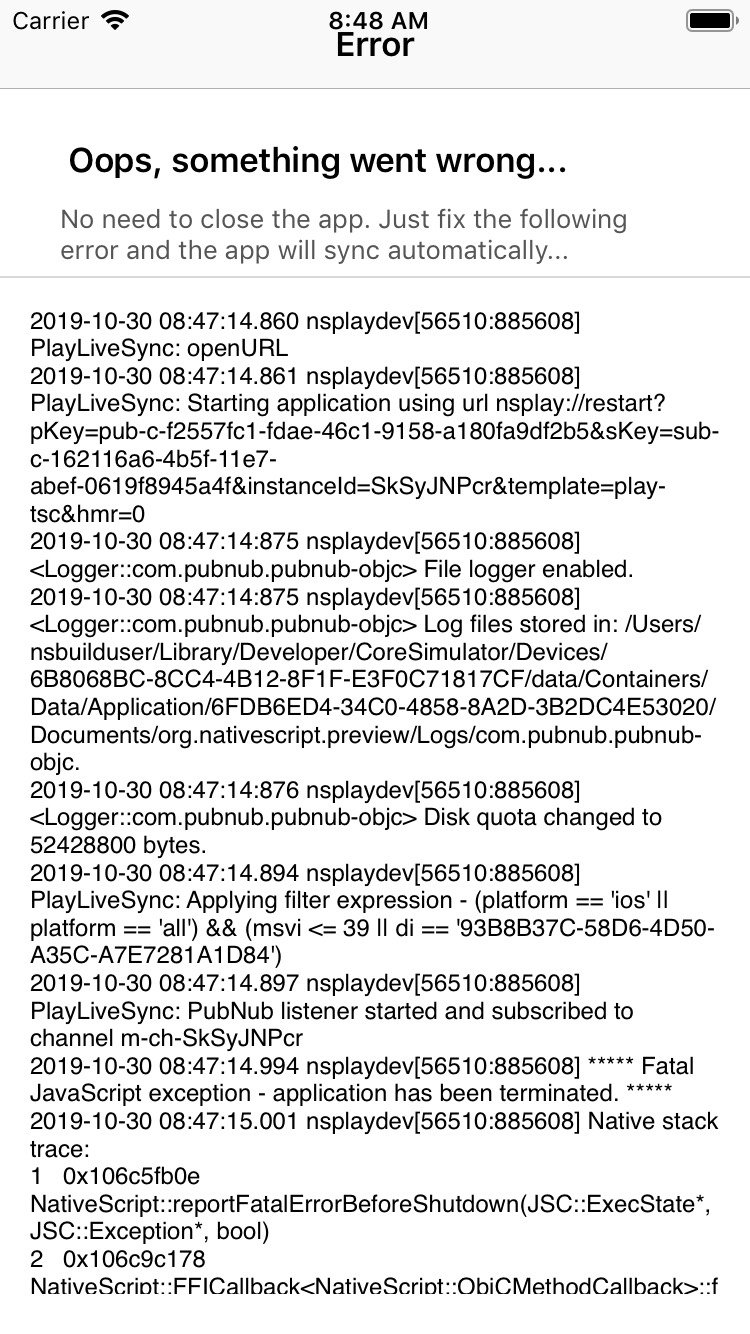 Carrier 8:48 AM
Error
Oops, something went wrong...
No need to close the app. Just fix the following
error and the app will sync automatically...
2019-10-30 08:47:14.860 nsplaydev[56510:885608]
PlayLiveSync: openURL
2019-10-30 08:47:14.861 nsplaydev[56510:885608]
PlayLiveSync: Starting application using url nsplay://restart?
pKey=pub-c-f2557fc1-fdae-46c1-9158-a180fa9df2b5&sKey=sub-
c-162116a6-4b5f-11e7-
abef-0619f8945a4f&instanceId=SkSyJNPcr&template=play-
tsc&hmr=0
2019-10-30 08:47:14:875 nsplaydev[56510:885608]
<Logger::com.pubnub.pubnub-objc> File logger enabled.
2019-10-30 08:47:14:875 nsplaydev[56510:885608]
<Logger::com.pubnub.pubnub-objc> Log files stored in: /Users/
nsbuilduser/Library/Developer/CoreSimulator/Devices/
6B8068BC-8CC4-4B12-8F1F-E3F0C71817CF/data/Containers/
Data/Application/6FDB6ED4-34C0-4858-8A2D-3B2DC4E53020/
Documents/org.nativescript.preview/Logs/com.pubnub.pubnub-
objc.
2019-10-30 08:47:14:876 nsplaydev[56510:885608]
<Logger::com.pubnub.pubnub-objc> Disk quota changed to
52428800 bytes.
2019-10-30 08:47:14.894 nsplaydev[56510:885608]
PlayLiveSync: Applying filter expression - (platform == 'ios' ||
platform == 'all') && (msvi <= 39 || di == '93B8B37C-58D6-4D50-
A35C-A7E7281A1D84')
2019-10-30 08:47:14.897 nsplaydev[56510:885608]
PlayLiveSync: PubNub listener started and subscribed to
channel m-ch-SkSyJNPcr
2019-10-30 08:47:14.994 nsplaydev[56510:885608] ***** Fatal
JavaScript exception - application has been terminated. *****
2019-10-30 08:47:15.001 nsplaydev[56510:885608] Native stack
trace:
1 0x106c5fb0e
NativeScript::reportFatalErrorBeforeShutdown(JSC::ExecState*,
JSC::Exception*, bool)
2 0x106c9c178
NativeScript::FFICallback<NativeScript::ObjCMethodCallback>::f